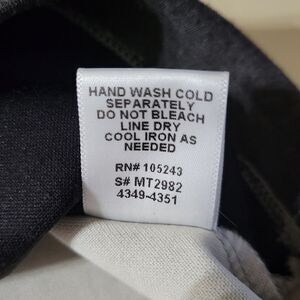 HAND WASH COLD
SEPARATELY
DO NOT BLEACH
LINE DRY
COOL IRON AS
NEEDED
RN# 105243
S# MT2982
4349-4351